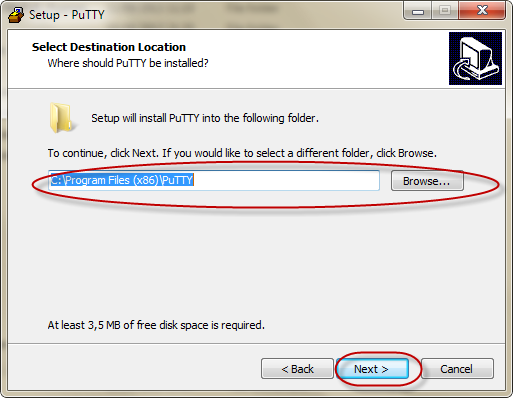 Setup - PuTTY
Select Destination Location
Where should PuTTY be installed?
Setup will install PuTTY into the following folder.
To continue, click Next. If you would like to select a different folder, click Browse.
C:\Program Files (x86)\PuTTY
Browse...
At least 3,5 MB of free disk space is required.
< Back
Next >
Cancel